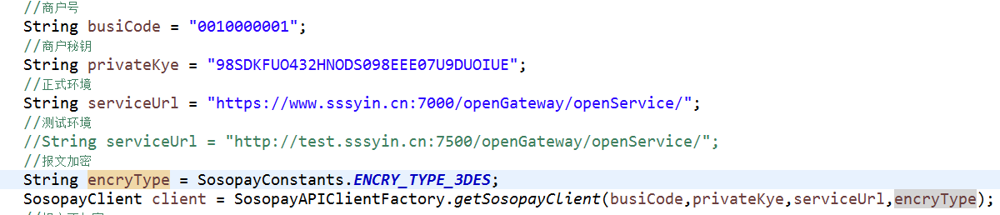 //商户号
String busiCode = "0010000001";
//商户秘钥
String privateKye = "98SDKFUO432HNODS098EEE07U9DUOIUE";
//正式环境
String serviceUrl = "https://www.sssyin.cn:7000/openGateway/openService/";
//测试环境
//String serviceUrl = "http://test.sssyin.cn:7500/openGateway/openService/";
//报文加密
String encryType = SosopayConstants.ENCRY_TYPE_3DES;
SosopayClient client = SosopayAPIClientFactory.getSosopayClient(busiCode,privateKye,serviceUrl,encryType);